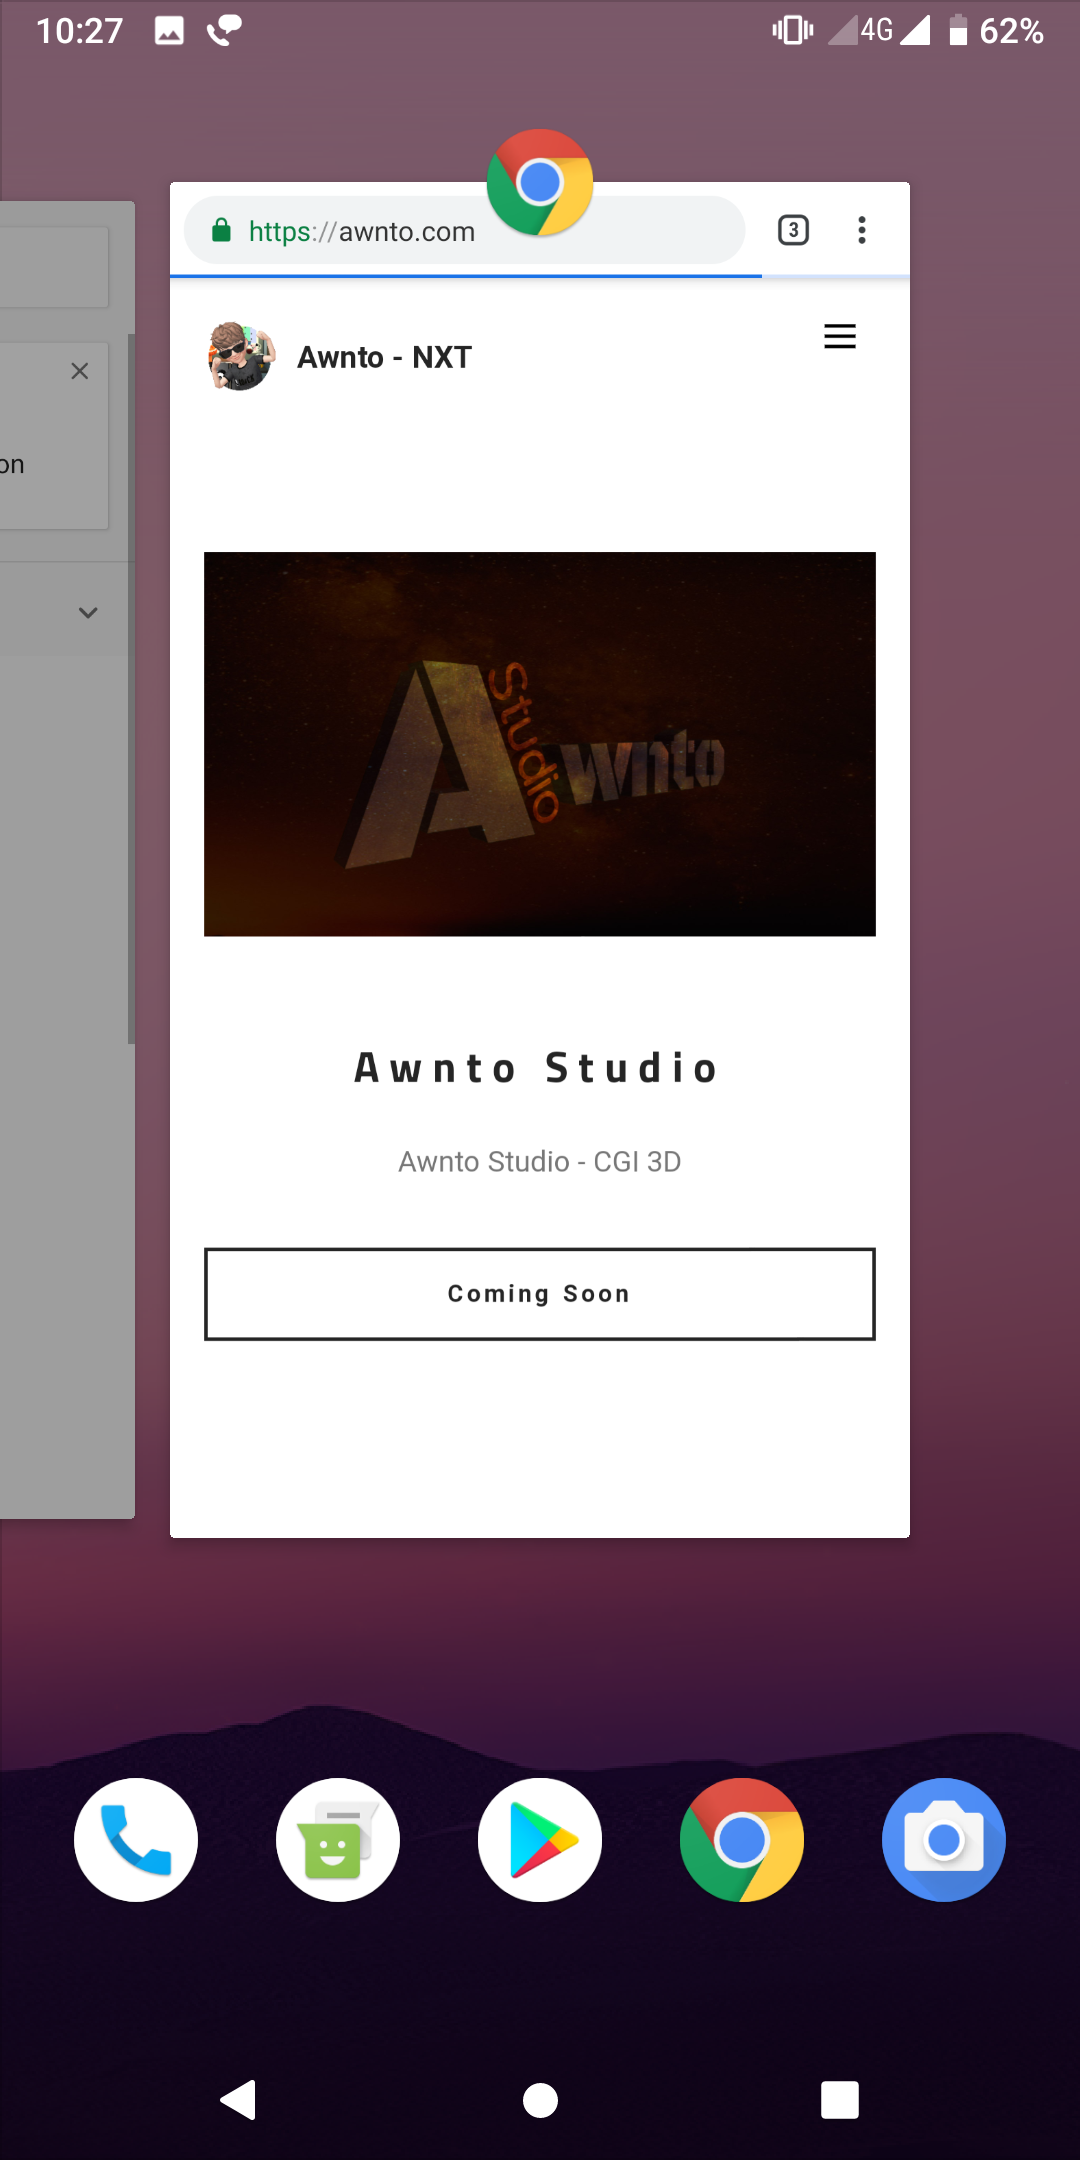 10:27
4G
62%
https://awnto.com
3
on
Awnto - NXT
Studio
Awnto
Awnto Studio
Awnto Studio - CGI 3D
Coming Soon